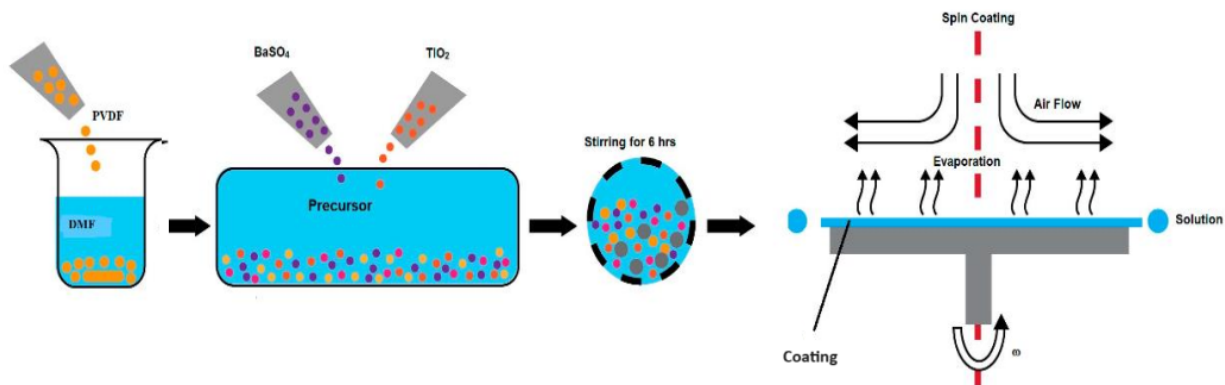 PVDF
DMF
BaSO₄
TIO₂
Precursor
Stirring for 6 hrs
Spin Coating
Air Flow
Evaporation
Solution
Coating
ω